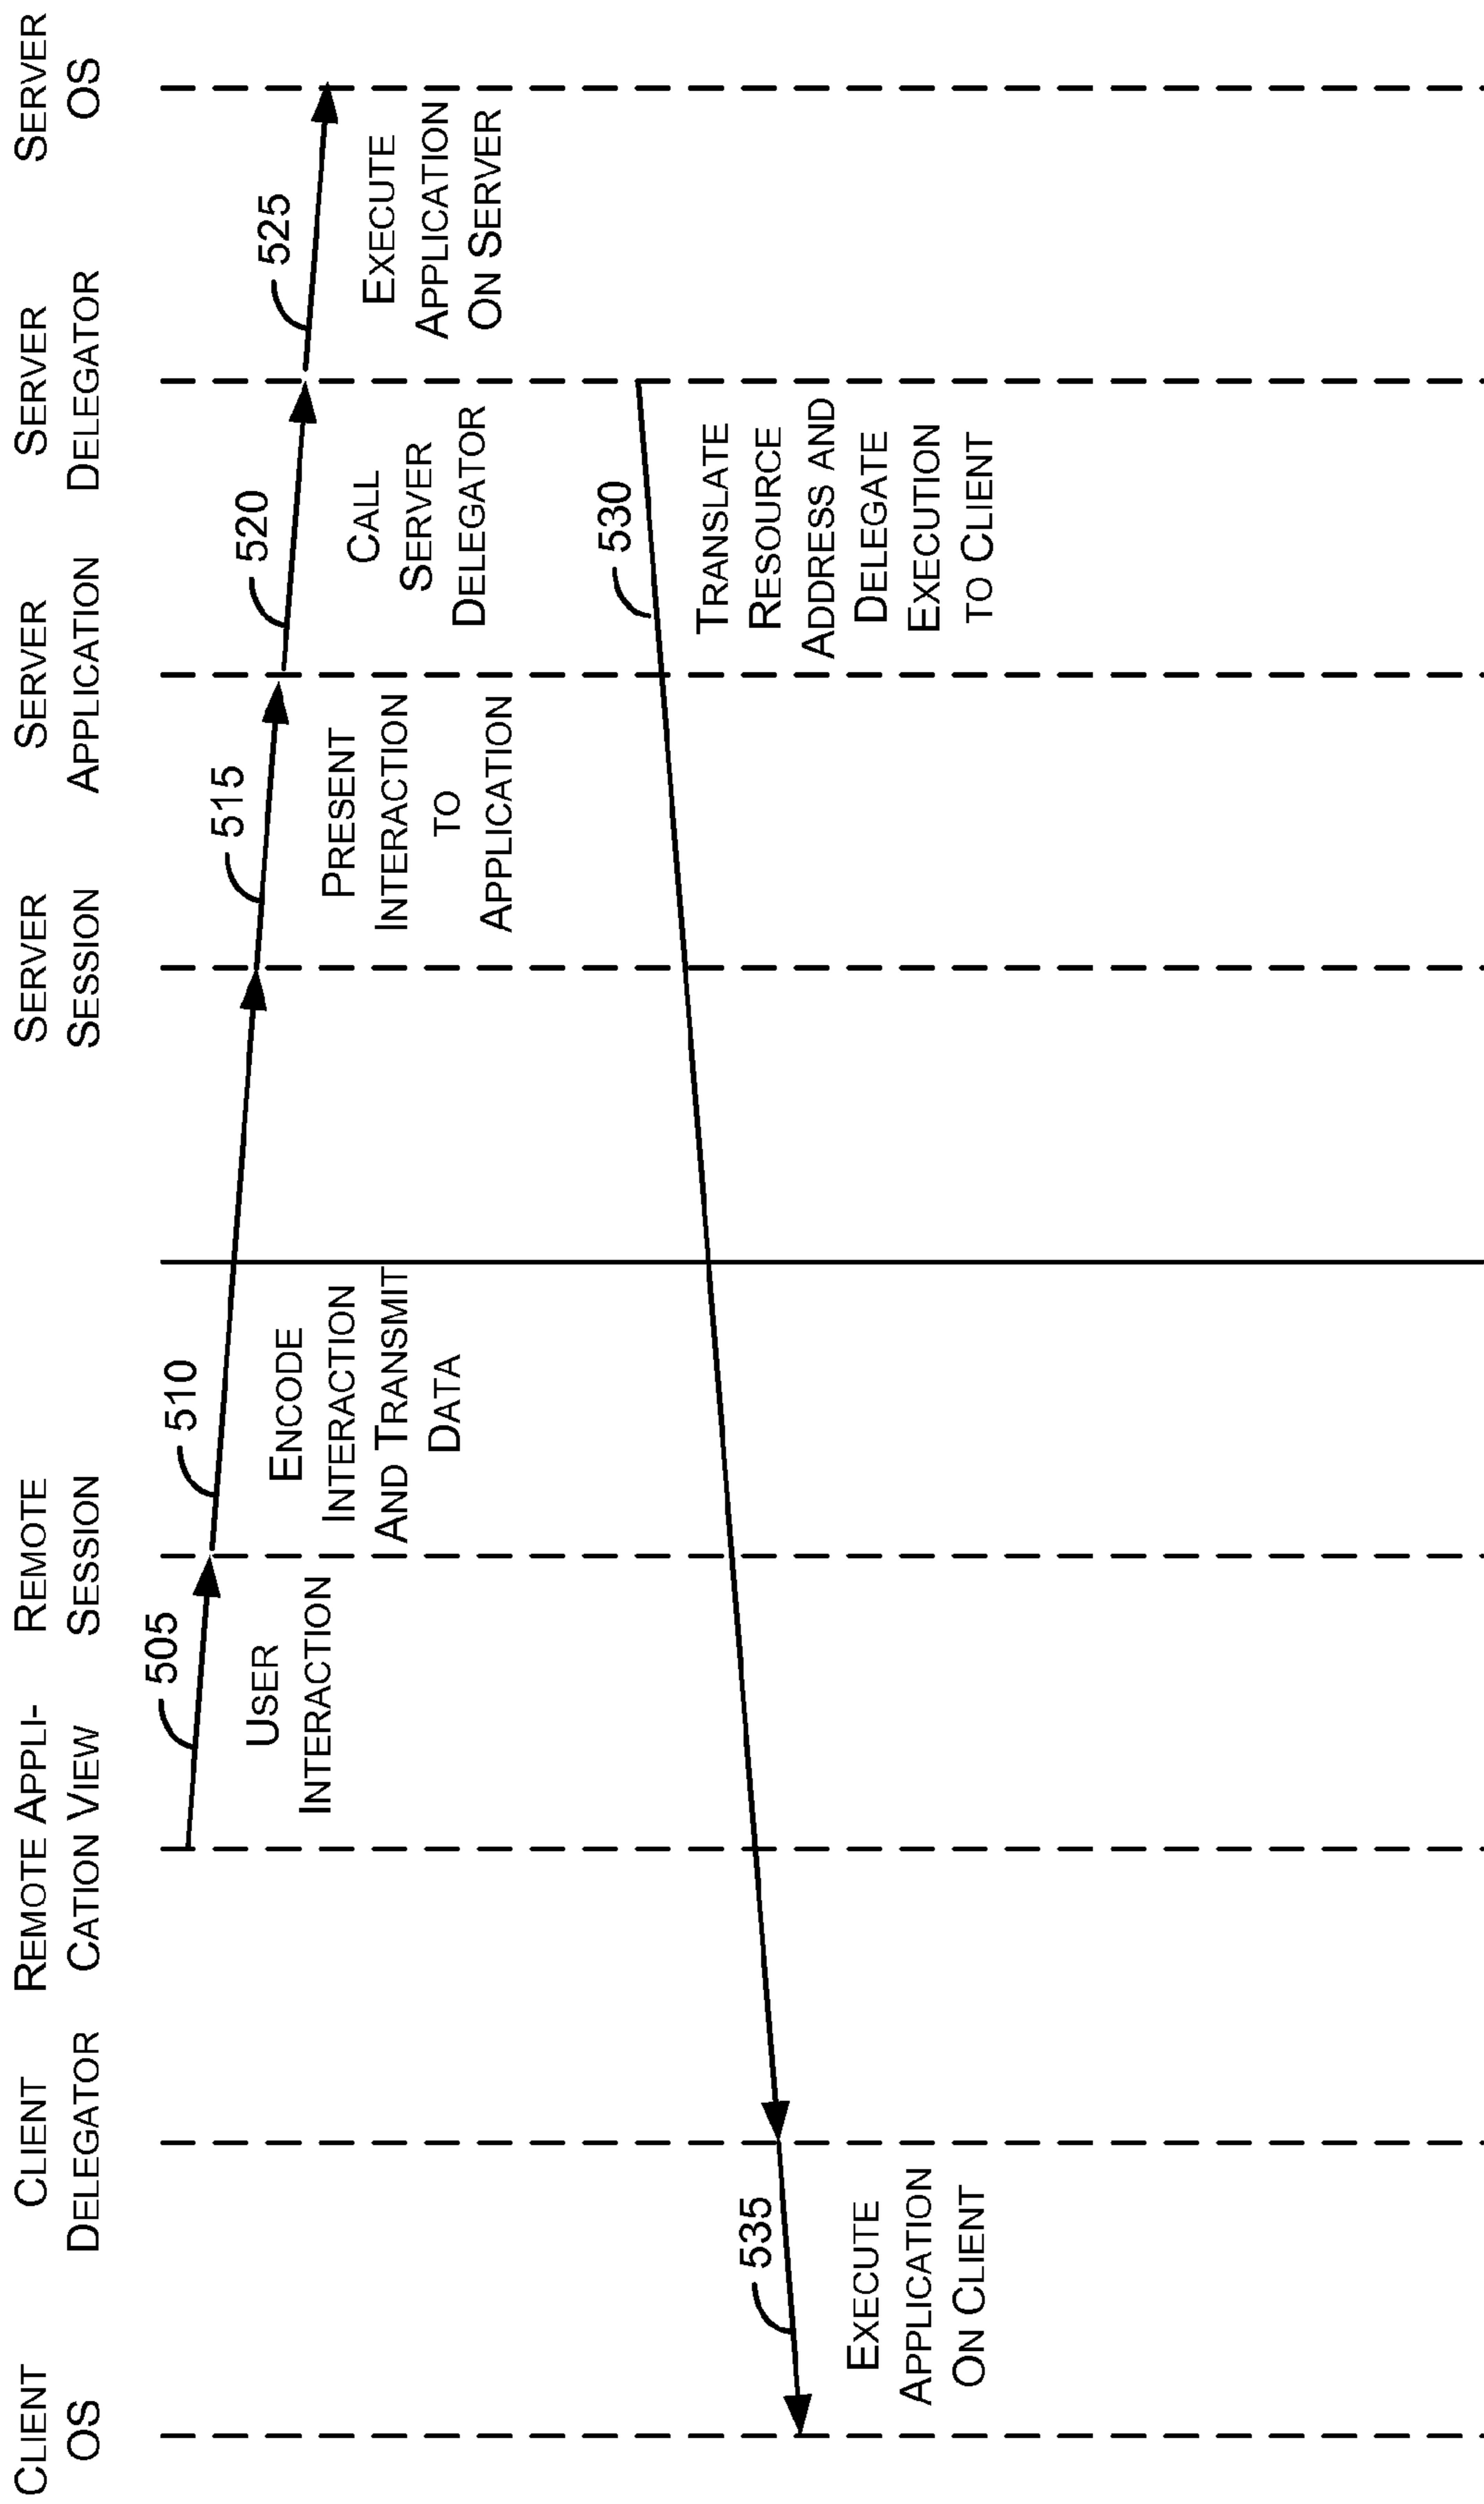 CLIENT
OS
CLIENT
DELEGATOR
REMOTE APPLI-
CATION VIEW
REMOTE
SESSION
SERVER
SESSION
SERVER
APPLICATION
SERVER
DELEGATOR
SERVER
OS
505
USER
INTERACTION
510
ENCODE
INTERACTION
AND TRANSMIT
DATA
515
PRESENT
INTERACTION
TO
APPLICATION
520
CALL
SERVER
DELEGATOR
525
EXECUTE
APPLICATION
ON SERVER
530
TRANSLATE
RESOURCE
ADDRESS AND
DELEGATE
EXECUTION
TO CLIENT
535
EXECUTE
APPLICATION
ON CLIENT